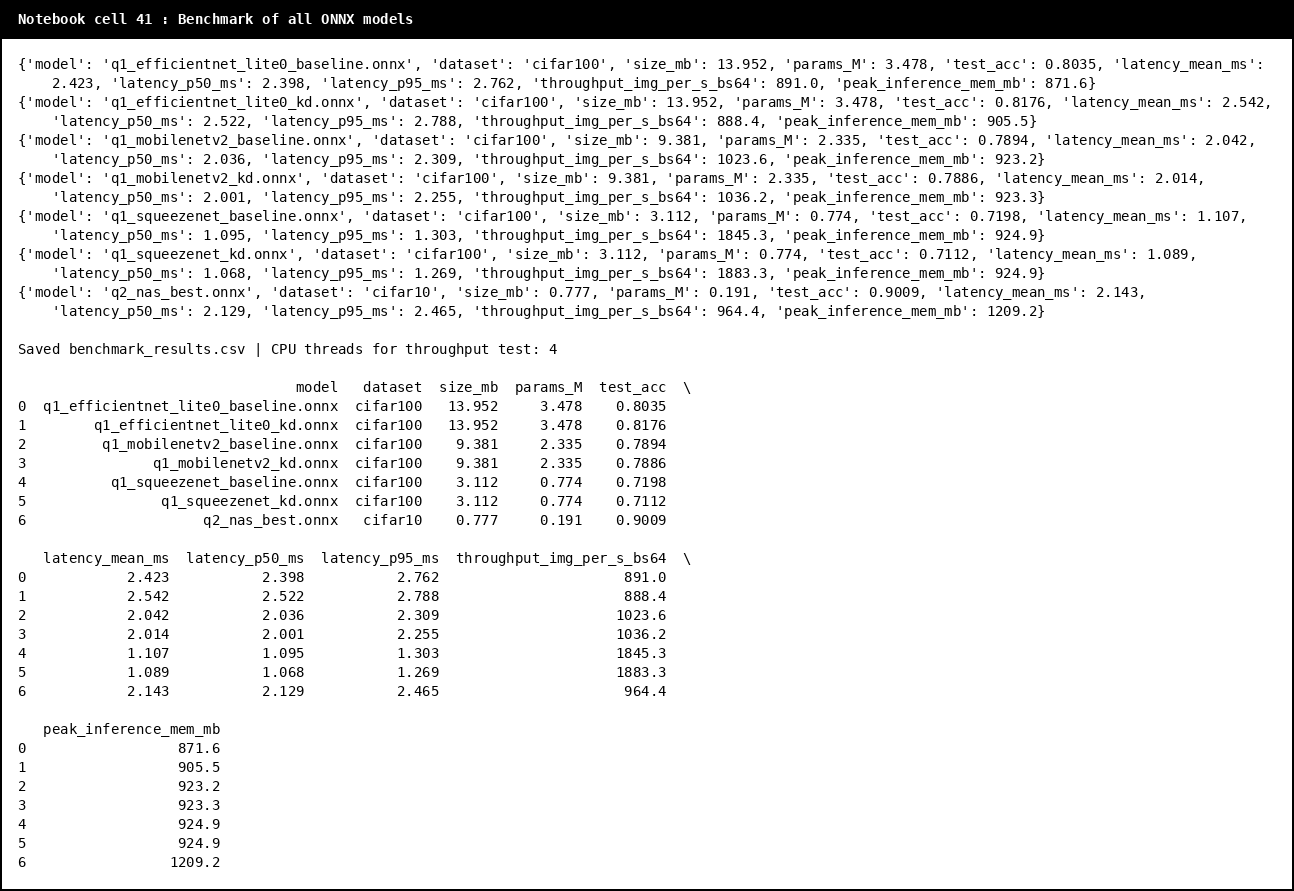 Notebook cell 41 : Benchmark of all ONNX models
{'model': 'q1_efficientnet_lite0_baseline.onnx', 'dataset': 'cifar100', 'size_mb': 13.952, 'params_M': 3.478, 'test_acc': 0.8035, 'latency_mean_ms':
    2.423, 'latency_p50_ms': 2.398, 'latency_p95_ms': 2.762, 'throughput_img_per_s_bs64': 891.0, 'peak_inference_mem_mb': 871.6}
{'model': 'q1_efficientnet_lite0_kd.onnx', 'dataset': 'cifar100', 'size_mb': 13.952, 'params_M': 3.478, 'test_acc': 0.8176, 'latency_mean_ms': 2.542,
    'latency_p50_ms': 2.522, 'latency_p95_ms': 2.788, 'throughput_img_per_s_bs64': 888.4, 'peak_inference_mem_mb': 905.5}
{'model': 'q1_mobilenetv2_baseline.onnx', 'dataset': 'cifar100', 'size_mb': 9.381, 'params_M': 2.335, 'test_acc': 0.7894, 'latency_mean_ms': 2.042,
    'latency_p50_ms': 2.036, 'latency_p95_ms': 2.309, 'throughput_img_per_s_bs64': 1023.6, 'peak_inference_mem_mb': 923.2}
{'model': 'q1_mobilenetv2_kd.onnx', 'dataset': 'cifar100', 'size_mb': 9.381, 'params_M': 2.335, 'test_acc': 0.7886, 'latency_mean_ms': 2.014,
    'latency_p50_ms': 2.001, 'latency_p95_ms': 2.255, 'throughput_img_per_s_bs64': 1036.2, 'peak_inference_mem_mb': 923.3}
{'model': 'q1_squeezenet_baseline.onnx', 'dataset': 'cifar100', 'size_mb': 3.112, 'params_M': 0.774, 'test_acc': 0.7198, 'latency_mean_ms': 1.107,
    'latency_p50_ms': 1.095, 'latency_p95_ms': 1.303, 'throughput_img_per_s_bs64': 1845.3, 'peak_inference_mem_mb': 924.9}
{'model': 'q1_squeezenet_kd.onnx', 'dataset': 'cifar100', 'size_mb': 3.112, 'params_M': 0.774, 'test_acc': 0.7112, 'latency_mean_ms': 1.089,
    'latency_p50_ms': 1.068, 'latency_p95_ms': 1.269, 'throughput_img_per_s_bs64': 1883.3, 'peak_inference_mem_mb': 924.9}
{'model': 'q2_nas_best.onnx', 'dataset': 'cifar10', 'size_mb': 0.777, 'params_M': 0.191, 'test_acc': 0.9009, 'latency_mean_ms': 2.143,
    'latency_p50_ms': 2.129, 'latency_p95_ms': 2.465, 'throughput_img_per_s_bs64': 964.4, 'peak_inference_mem_mb': 1209.2}
Saved benchmark_results.csv | CPU threads for throughput test: 4
                                 model   dataset  size_mb  params_M  test_acc  \
0  q1_efficientnet_lite0_baseline.onnx  cifar100   13.952     3.478    0.8035
1        q1_efficientnet_lite0_kd.onnx  cifar100   13.952     3.478    0.8176
2         q1_mobilenetv2_baseline.onnx  cifar100    9.381     2.335    0.7894
3               q1_mobilenetv2_kd.onnx  cifar100    9.381     2.335    0.7886
4          q1_squeezenet_baseline.onnx  cifar100    3.112     0.774    0.7198
5                q1_squeezenet_kd.onnx  cifar100    3.112     0.774    0.7112
6                     q2_nas_best.onnx   cifar10    0.777     0.191    0.9009
   latency_mean_ms  latency_p50_ms  latency_p95_ms  throughput_img_per_s_bs64  \
0            2.423           2.398           2.762                      891.0
1            2.542           2.522           2.788                      888.4
2            2.042           2.036           2.309                     1023.6
3            2.014           2.001           2.255                     1036.2
4            1.107           1.095           1.303                     1845.3
5            1.089           1.068           1.269                     1883.3
6            2.143           2.129           2.465                      964.4
   peak_inference_mem_mb
0                  871.6
1                  905.5
2                  923.2
3                  923.3
4                  924.9
5                  924.9
6                 1209.2